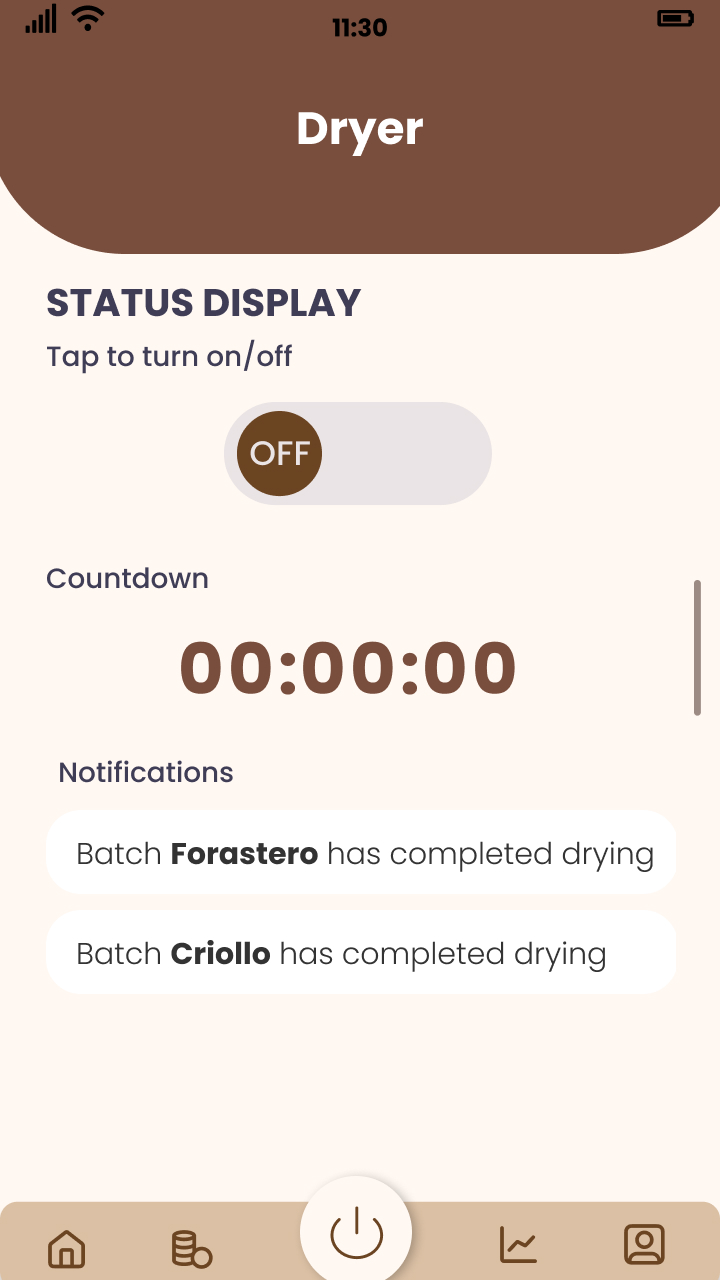 11:30
Dryer
STATUS DISPLAY
Tap to turn on/off
OFF
Countdown
00:00:00
Notifications
Batch Forastero has completed drying
Batch Criollo has completed drying